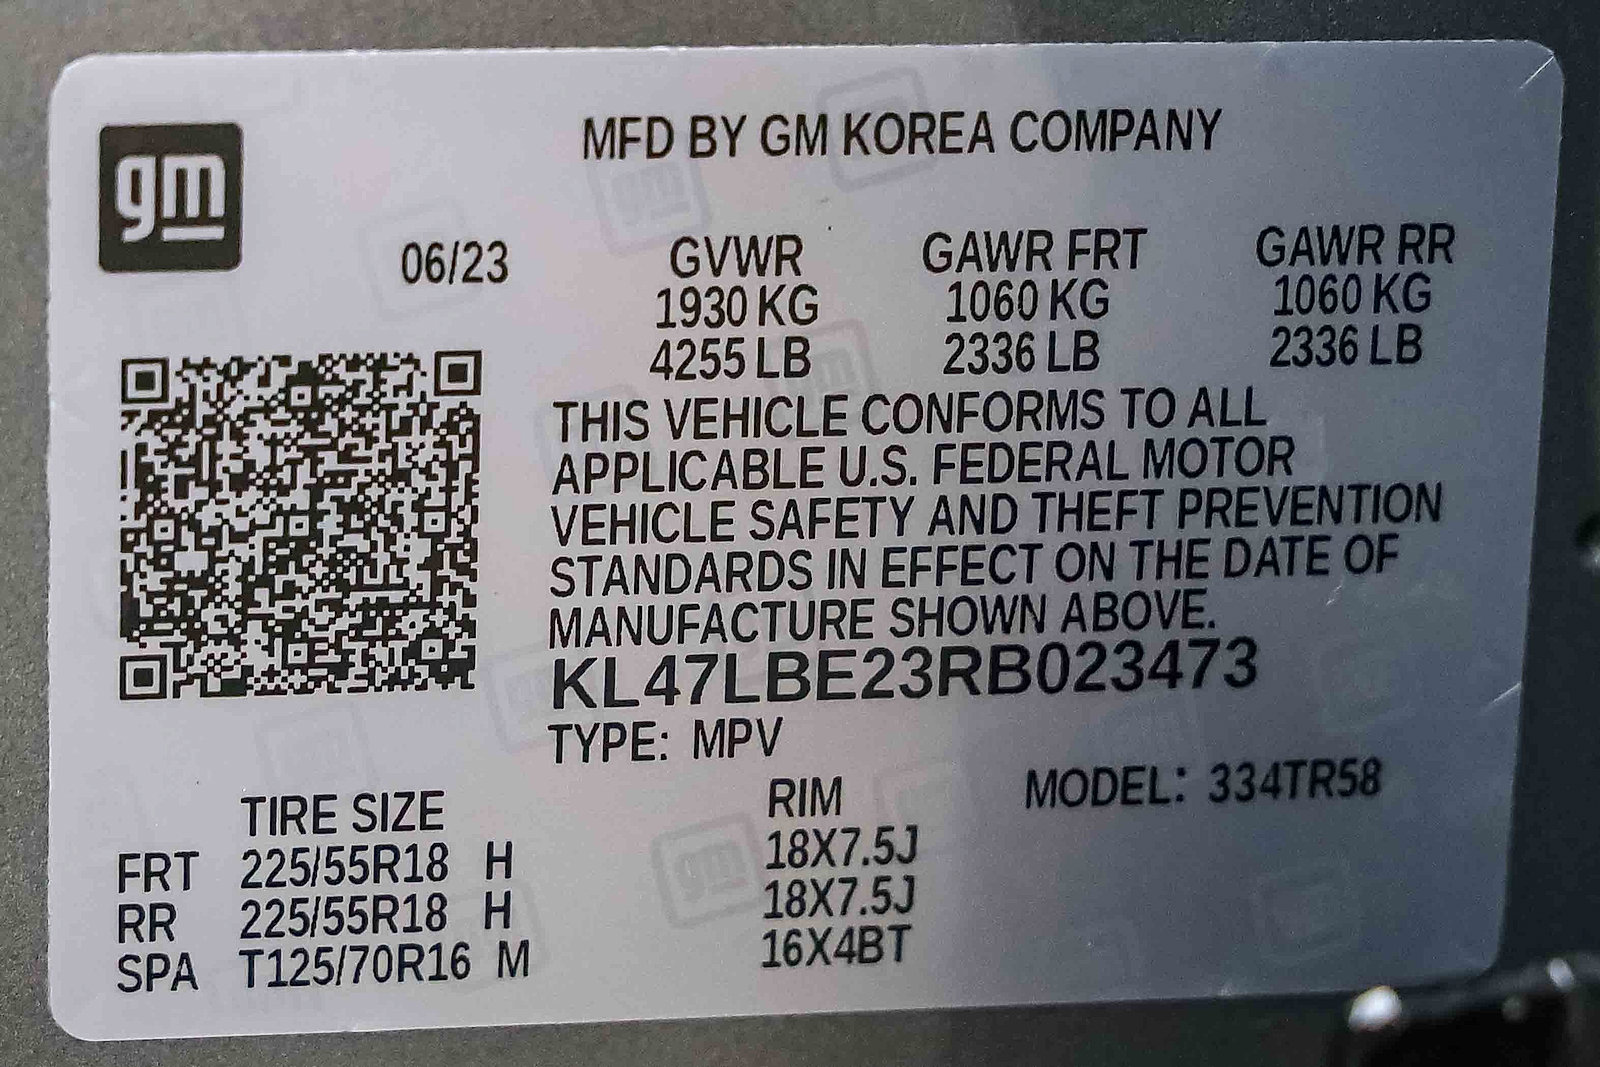 gm
MFD BY GM KOREA COMPANY
06/23 GVWR GAWR FRT GAWR RR
1930 KG 1060 KG 1060 KG
4255 LB 2336 LB 2336 LB
THIS VEHICLE CONFORMS TO ALL
APPLICABLE U.S. FEDERAL MOTOR
VEHICLE SAFETY AND THEFT PREVENTION
STANDARDS IN EFFECT ON THE DATE OF
MANUFACTURE SHOWN ABOVE.
KL47LBE23RB023473
TYPE: MPV
MODEL: 334TR58
TIRE SIZE RIM
FRT 225/55R18 H 18X7.5J
RR 225/55R18 H 18X7.5J
SPA T125/70R16 M 16X4BT